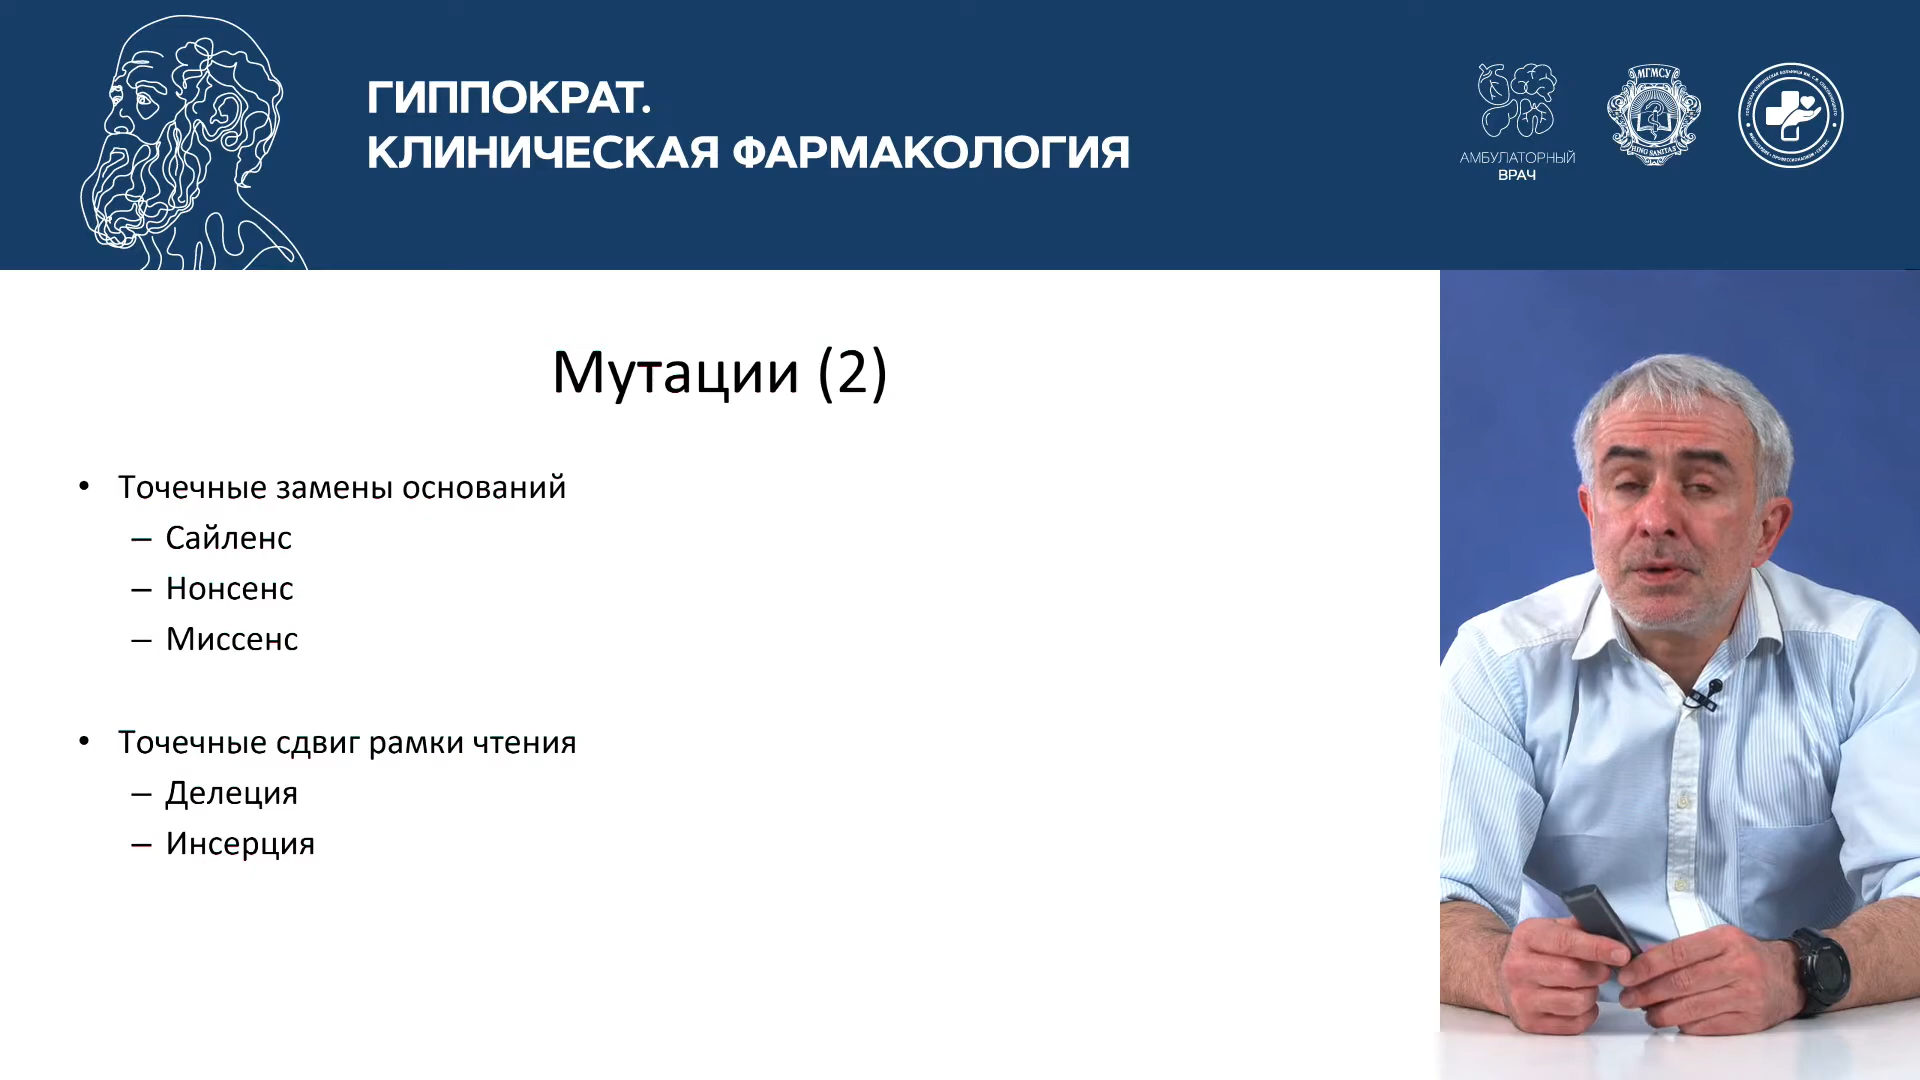 ГИППОКРАТ.
КЛИНИЧЕСКАЯ ФАРМАКОЛОГИЯ
АМБУЛАТОРНЫЙ
ВРАЧ
МГМСУ
Мутации (2)
• Точечные замены оснований
– Сайленс
– Нонсенс
– Миссенс
• Точечные сдвиг рамки чтения
– Делеция
– Инсерция